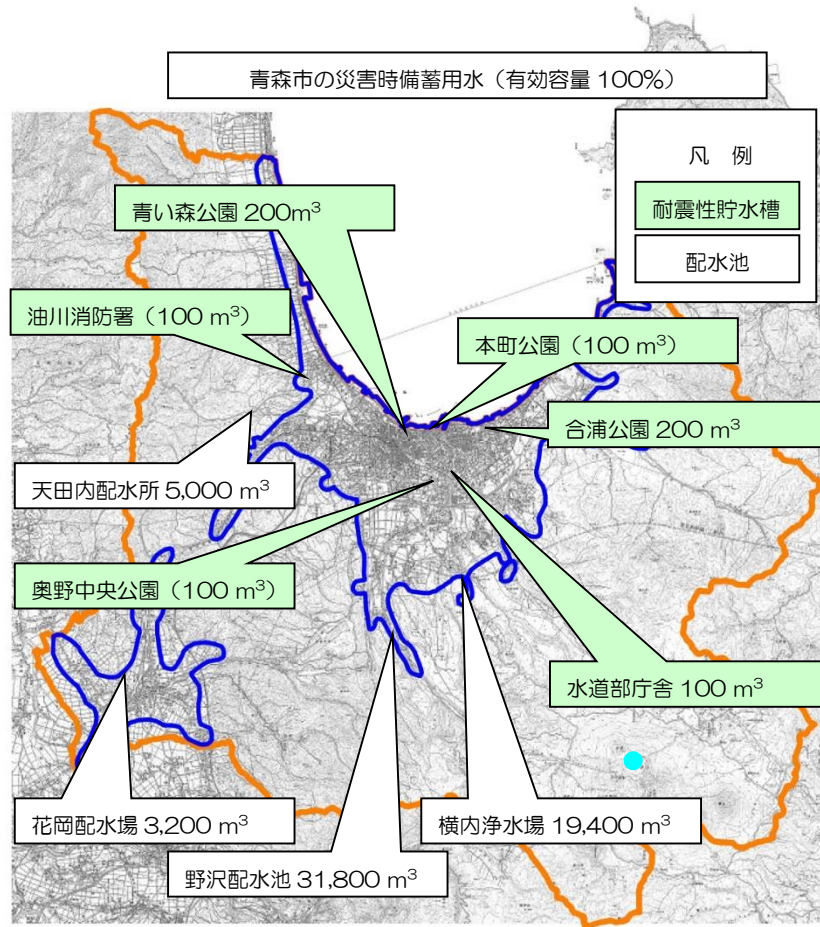 青森市の災害時備蓄用水（有効容量 100%）
凡 例
耐震性貯水槽
配水池
青い森公園 200m³
油川消防署（100 m³）
本町公園（100 m³）
合浦公園 200 m³
天田内配水所 5,000 m³
奥野中央公園（100 m³）
水道部庁舎 100 m³
花岡配水場 3,200 m³
横内浄水場 19,400 m³
野沢配水池 31,800 m³